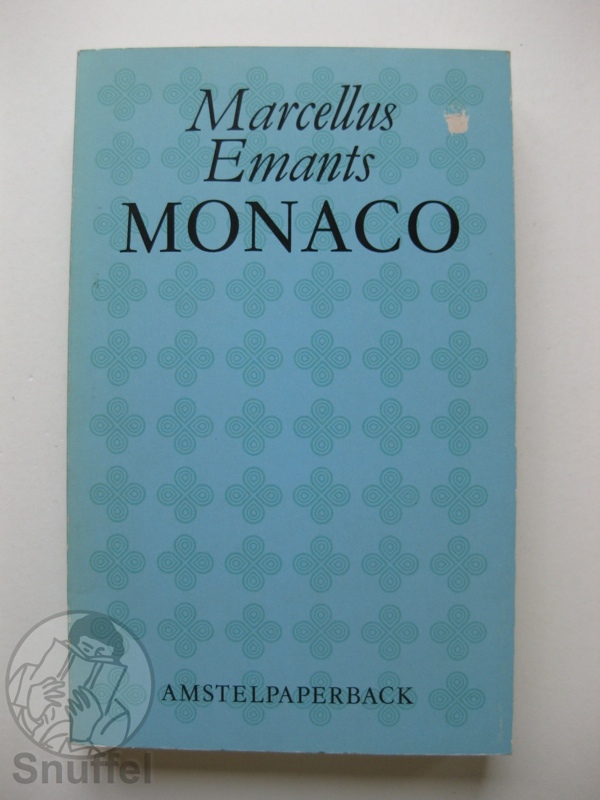 Marcellus
Emants
MONACO
AMSTELPAPERBACK
Snuffel